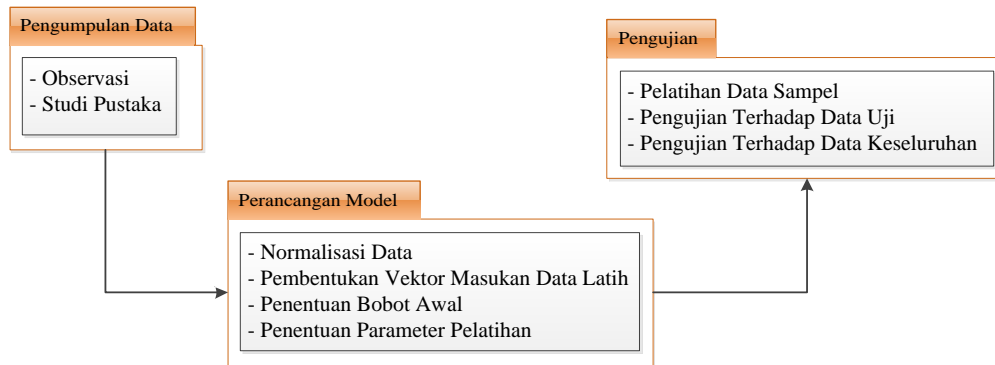 Pengumpulan Data
- Observasi
- Studi Pustaka
Perancangan Model
- Normalisasi Data
- Pembentukan Vektor Masukan Data Latih
- Penentuan Bobot Awal
- Penentuan Parameter Pelatihan
Pengujian
- Pelatihan Data Sampel
- Pengujian Terhadap Data Uji
- Pengujian Terhadap Data Keseluruhan